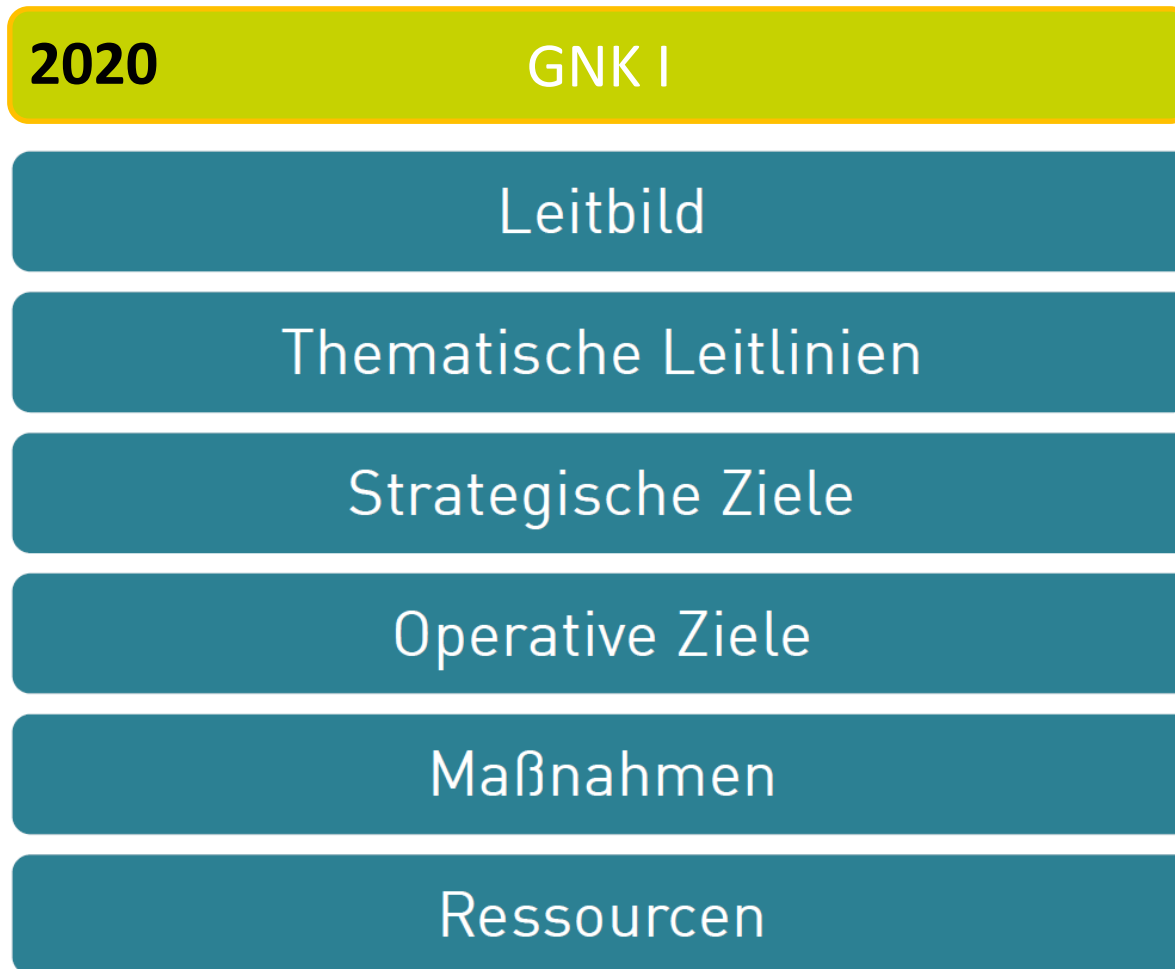 2020 GNK I
Leitbild
Thematische Leitlinien
Strategische Ziele
Operative Ziele
Maßnahmen
Ressourcen